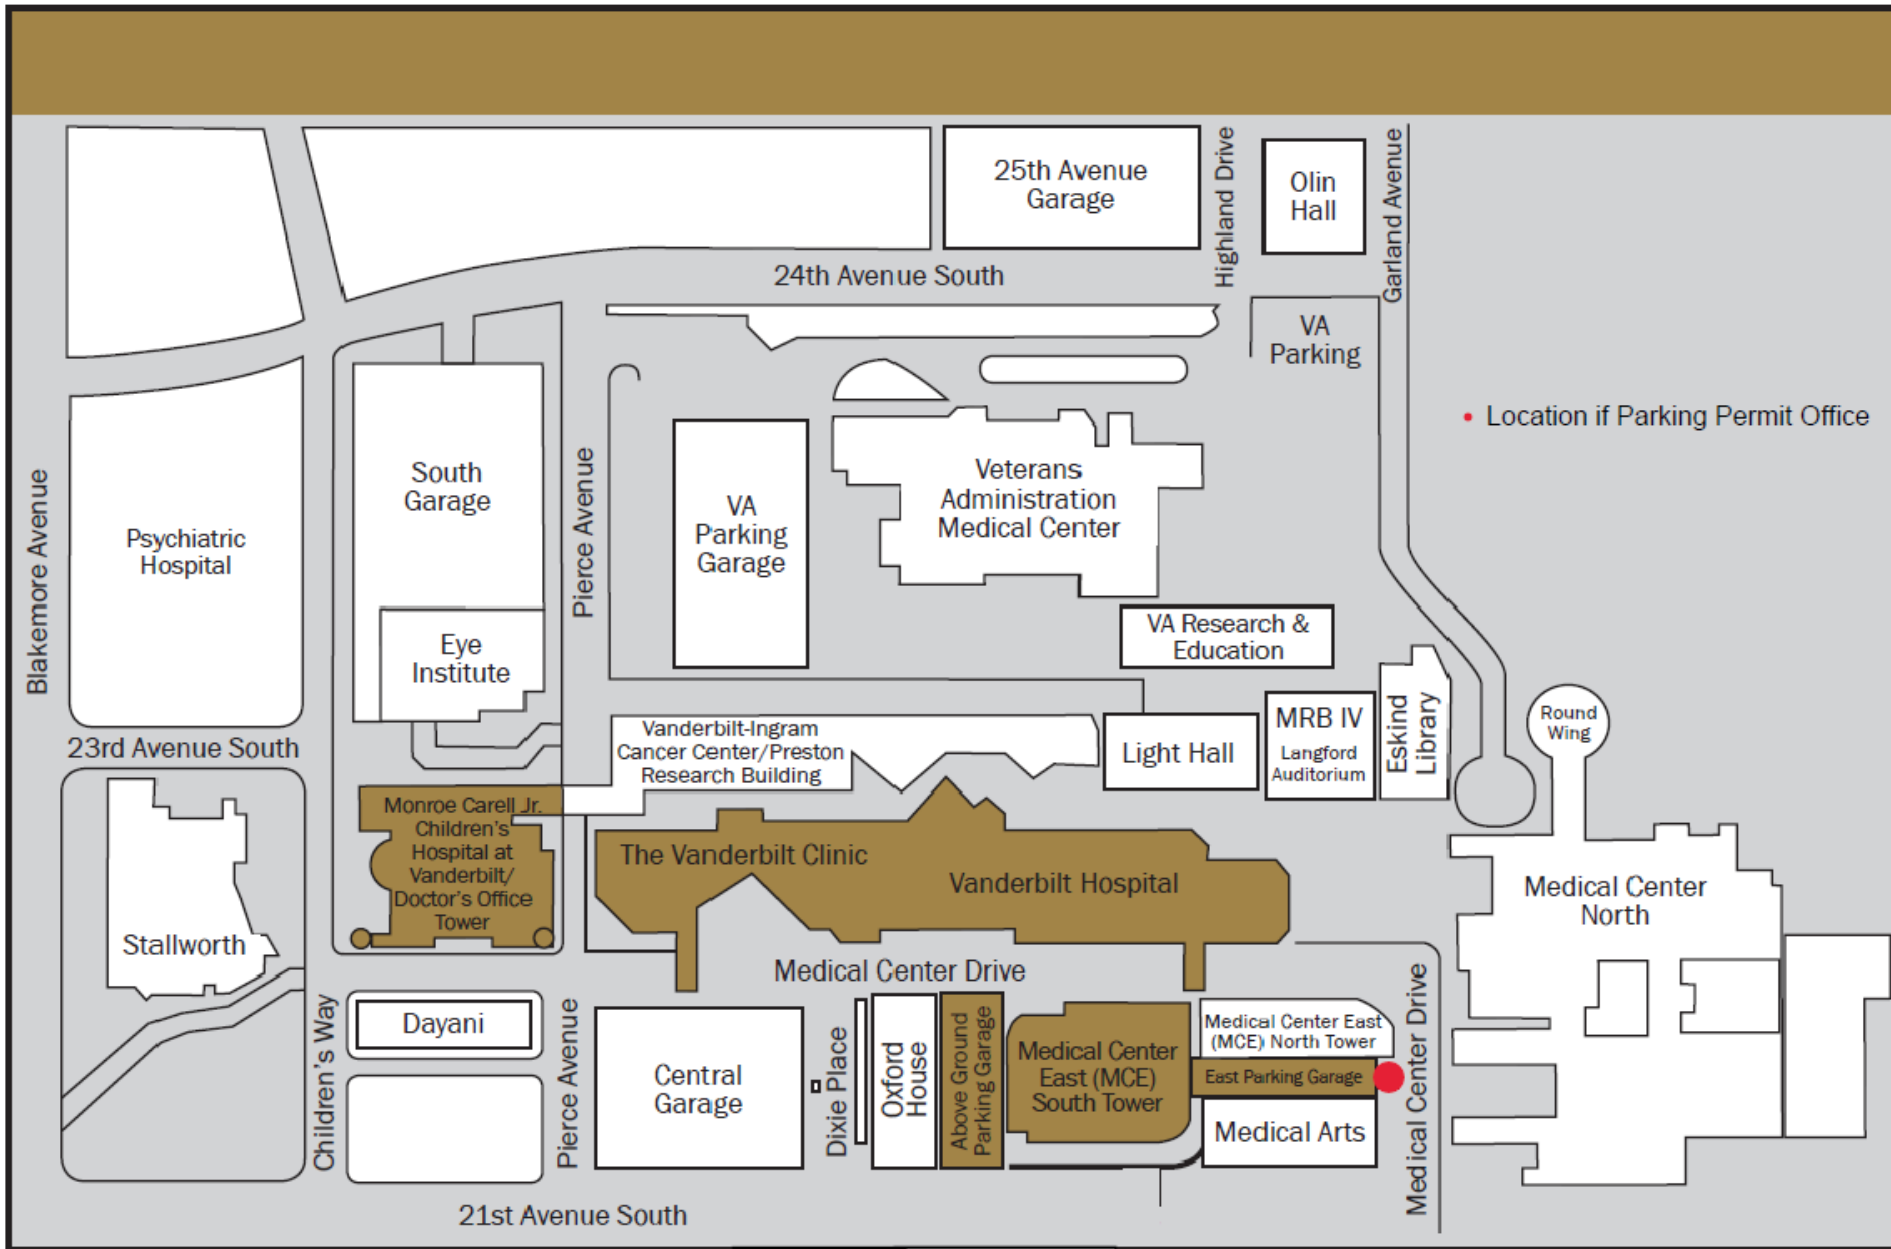 25th Avenue
Garage
Highland Drive
Olin
Hall
Garland Avenue
24th Avenue South
VA
Parking
• Location if Parking Permit Office
Blakemore Avenue
Psychiatric
Hospital
South
Garage
Pierce Avenue
VA
Parking
Garage
Veterans
Administration
Medical Center
VA Research &
Education
Eye
Institute
23rd Avenue South
Vanderbilt-Ingram
Cancer Center/Preston
Research Building
Light Hall
MRB IV
Langford
Auditorium
Eskind
Library
Round
Wing
Monroe Carell Jr.
Children's
Hospital at
Vanderbilt/
Doctor's Office
Tower
The Vanderbilt Clinic
Vanderbilt Hospital
Medical Center
North
Stallworth
Medical Center Drive
Children's Way
Dayani
Pierce Avenue
Central
Garage
Dixie Place
Oxford
House
Above Ground
Parking Garage
Medical Center
East (MCE)
South Tower
Medical Center East
(MCE) North Tower
East Parking Garage
Medical Arts
Medical Center Drive
21st Avenue South